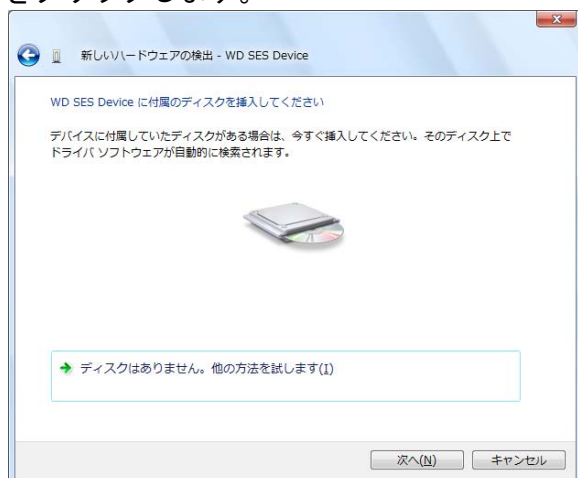 をクリックします。
新しいハードウェアの検出 - WD SES Device
WD SES Device に付属のディスクを挿入してください
デバイスに付属していたディスクがある場合は、今すぐ挿入してください。そのディスク上で
ドライバ ソフトウェアが自動的に検索されます。
ディスクはありません。他の方法を試します(I)
次へ(N)
キャンセル